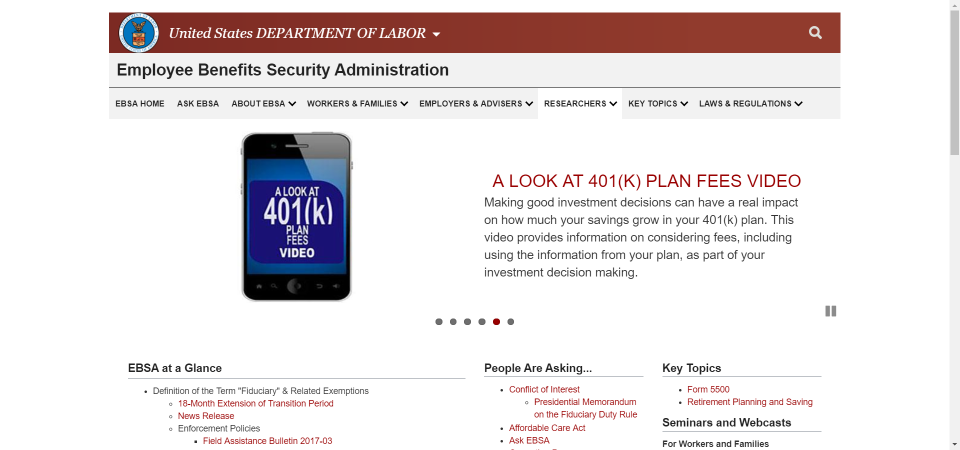 United States DEPARTMENT OF LABOR
Employee Benefits Security Administration
EBSA HOME ASK EBSA ABOUT EBSA WORKERS & FAMILIES EMPLOYERS & ADVISERS RESEARCHERS KEY TOPICS LAWS & REGULATIONS
A LOOK AT
401(k)
PLAN
FEES
VIDEO
A LOOK AT 401(K) PLAN FEES VIDEO
Making good investment decisions can have a real impact
on how much your savings grow in your 401(k) plan. This
video provides information on considering fees, including
using the information from your plan, as part of your
investment decision making.
EBSA at a Glance
Definition of the Term "Fiduciary" & Related Exemptions
18-Month Extension of Transition Period
News Release
Enforcement Policies
Field Assistance Bulletin 2017-03
People Are Asking...
Conflict of Interest
Presidential Memorandum
on the Fiduciary Duty Rule
Affordable Care Act
Ask EBSA
Key Topics
Form 5500
Retirement Planning and Saving
Seminars and Webcasts
For Workers and Families